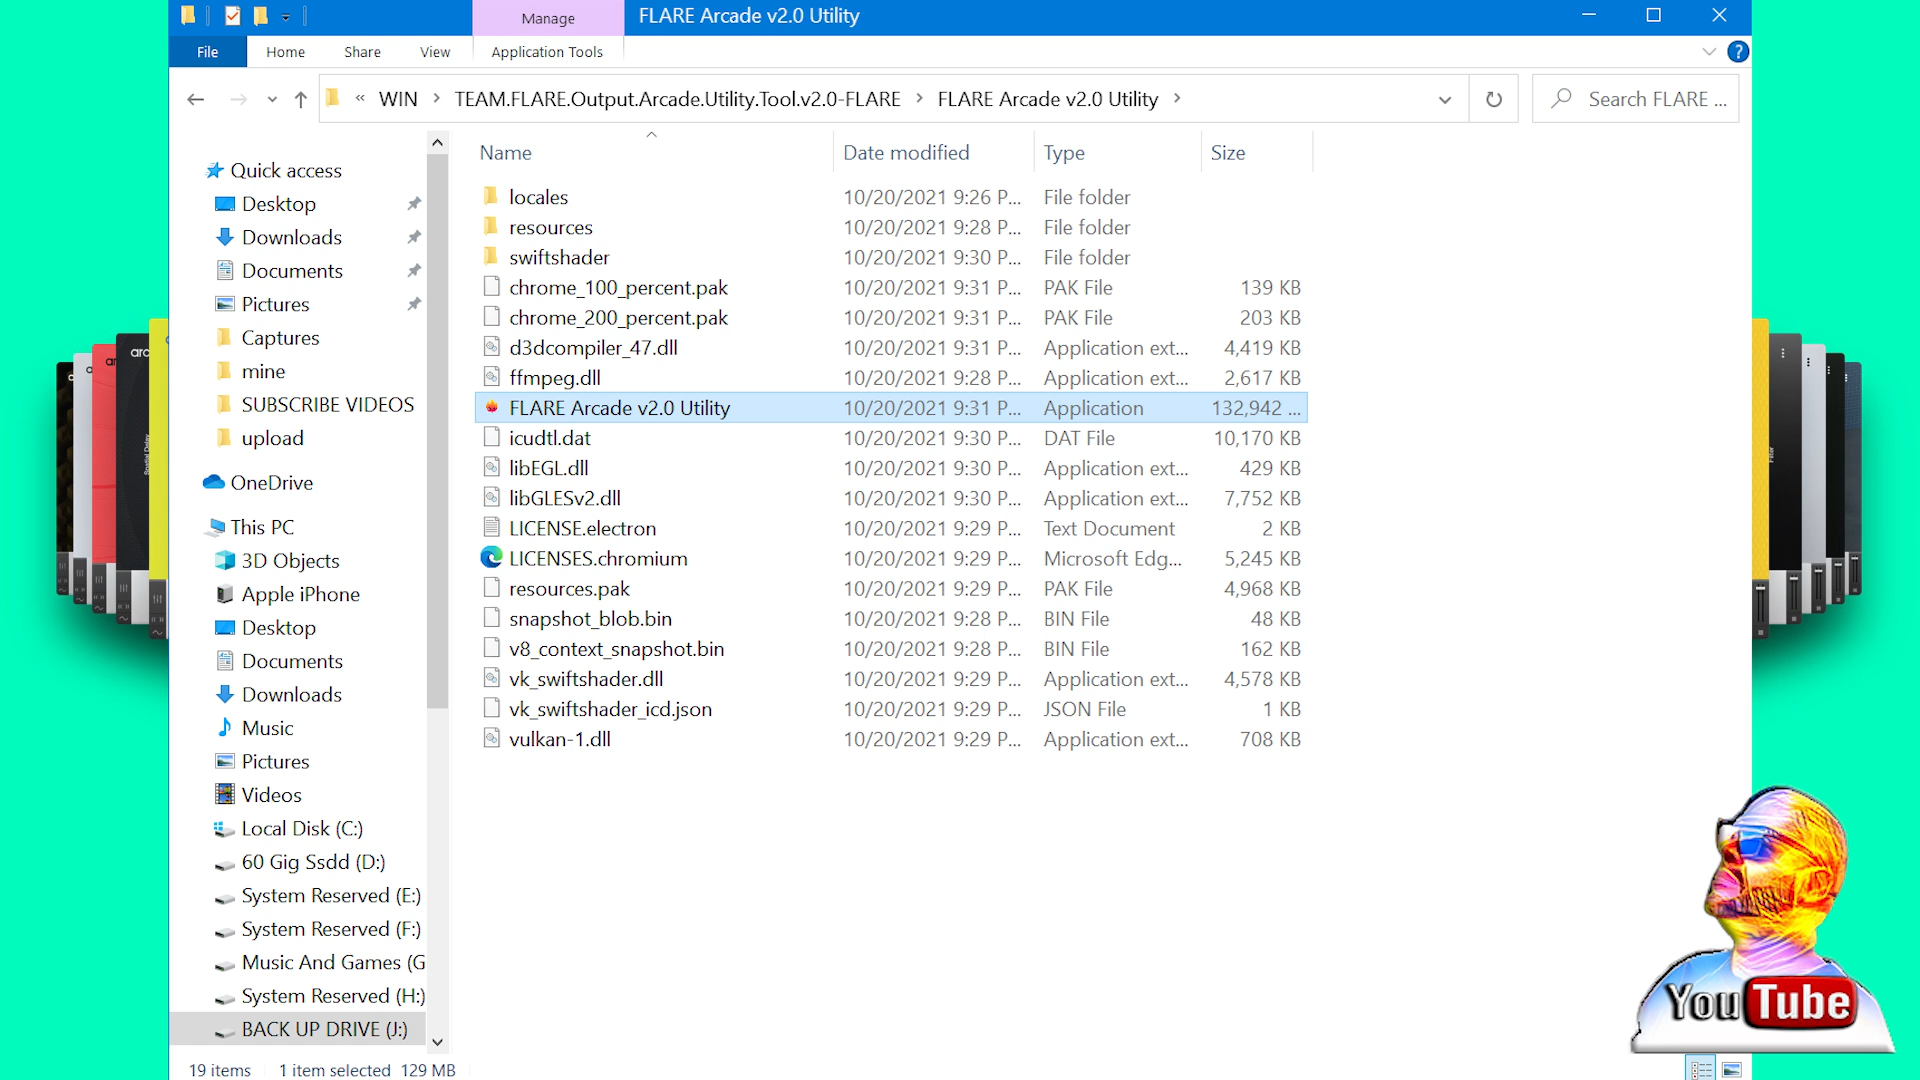 Manage
FLARE Arcade v2.0 Utility
File
Home
Share
View
Application Tools
WIN
TEAM.FLARE.Output.Arcade.Utility.Tool.v2.0-FLARE
FLARE Arcade v2.0 Utility
Search FLARE ...
Name
Date modified
Type
Size
Quick access
Desktop
Downloads
Documents
Pictures
Captures
mine
SUBSCRIBE VIDEOS
upload
OneDrive
This PC
3D Objects
Apple iPhone
Desktop
Documents
Downloads
Music
Pictures
Videos
Local Disk (C:)
60 Gig Ssdd (D:)
System Reserved (E:)
System Reserved (F:)
Music And Games (G
System Reserved (H:)
BACK UP DRIVE (J:)
locales 10/20/2021 9:26 P... File folder
resources 10/20/2021 9:28 P... File folder
swiftshader 10/20/2021 9:30 P... File folder
chrome_100_percent.pak 10/20/2021 9:31 P... PAK File 139 KB
chrome_200_percent.pak 10/20/2021 9:31 P... PAK File 203 KB
d3dcompiler_47.dll 10/20/2021 9:31 P... Application ext... 4,419 KB
ffmpeg.dll 10/20/2021 9:28 P... Application ext... 2,617 KB
FLARE Arcade v2.0 Utility 10/20/2021 9:31 P... Application 132,942 ...
icudtl.dat 10/20/2021 9:30 P... DAT File 10,170 KB
libEGL.dll 10/20/2021 9:30 P... Application ext... 429 KB
libGLESv2.dll 10/20/2021 9:30 P... Application ext... 7,752 KB
LICENSE.electron 10/20/2021 9:29 P... Text Document 2 KB
LICENSES.chromium 10/20/2021 9:29 P... Microsoft Edg... 5,245 KB
resources.pak 10/20/2021 9:29 P... PAK File 4,968 KB
snapshot_blob.bin 10/20/2021 9:28 P... BIN File 48 KB
v8_context_snapshot.bin 10/20/2021 9:28 P... BIN File 162 KB
vk_swiftshader.dll 10/20/2021 9:29 P... Application ext... 4,578 KB
vk_swiftshader_icd.json 10/20/2021 9:29 P... JSON File 1 KB
vulkan-1.dll 10/20/2021 9:29 P... Application ext... 708 KB
19 items 1 item selected 129 MB
Spatial Delay
Filter
YouTube